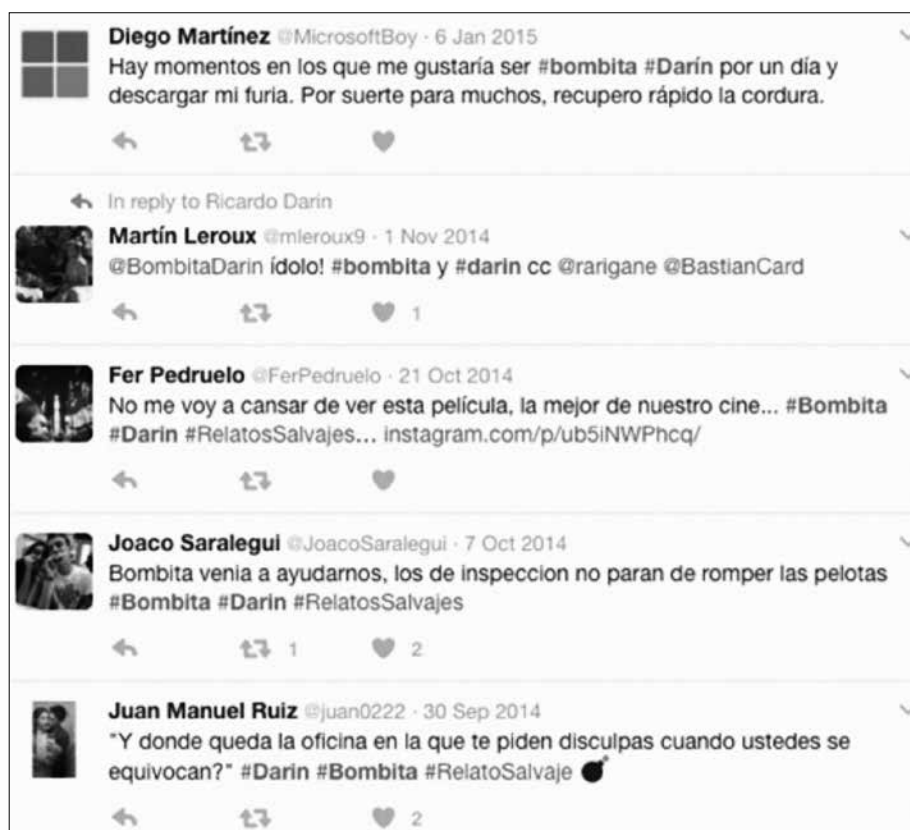 Diego Martínez @MicrosoftBoy · 6 Jan 2015
Hay momentos en los que me gustaría ser #bombita #Darín por un día y
descargar mi furia. Por suerte para muchos, recupero rápido la cordura.
In reply to Ricardo Darin
Martín Leroux @mleroux9 · 1 Nov 2014
@BombitaDarin ídolo! #bombita y #darin cc @rarigane @BastianCard
1
Fer Pedruelo @FerPedruelo · 21 Oct 2014
No me voy a cansar de ver esta película, la mejor de nuestro cine... #Bombita
#Darin #RelatosSalvajes... instagram.com/p/ub5iNWPhcq/
Joaco Saralegui @JoacoSaralegui · 7 Oct 2014
Bombita venia a ayudarnos, los de inspeccion no paran de romper las pelotas
#Bombita #Darin #RelatosSalvajes
1 2
Juan Manuel Ruiz @juan0222 · 30 Sep 2014
"Y donde queda la oficina en la que te piden disculpas cuando ustedes se
equivocan?" #Darin #Bombita #RelatoSalvaje 💣
2